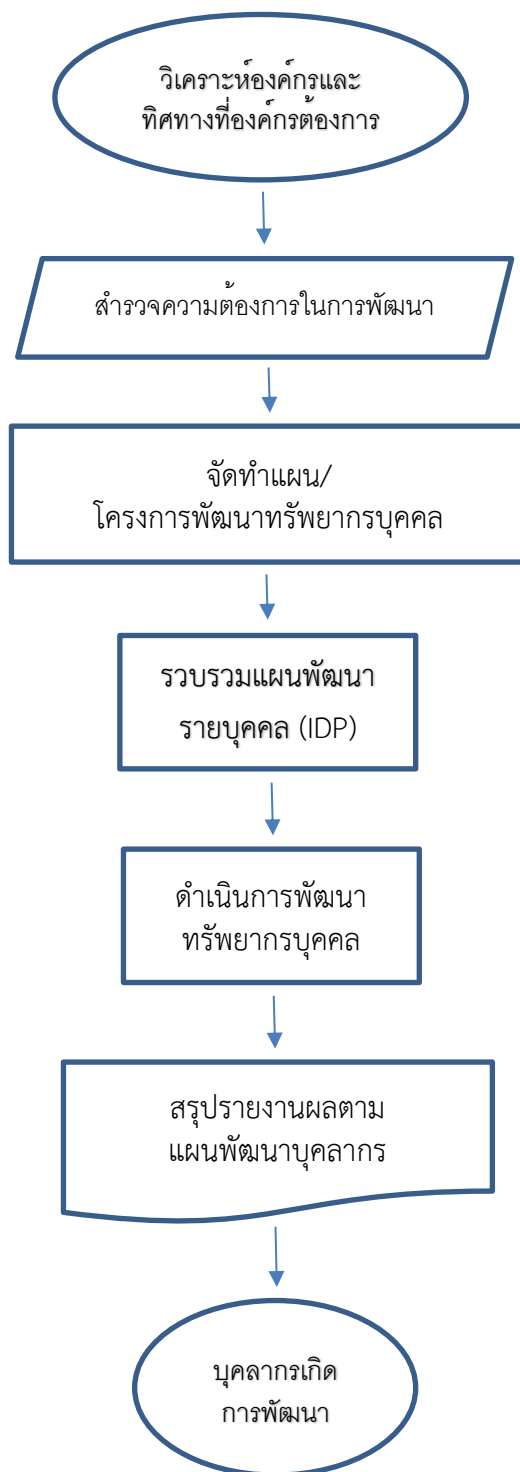 วิเคราะห์องค์กรและ
ทิศทางที่องค์กรต้องการ
สำรวจความต้องการในการพัฒนา
จัดทำแผน/
โครงการพัฒนาทรัพยากรบุคคล
รวบรวมแผนพัฒนา
รายบุคคล (IDP)
ดำเนินการพัฒนา
ทรัพยากรบุคคล
สรุปรายงานผลตาม
แผนพัฒนาบุคลากร
บุคลากรเกิด
การพัฒนา